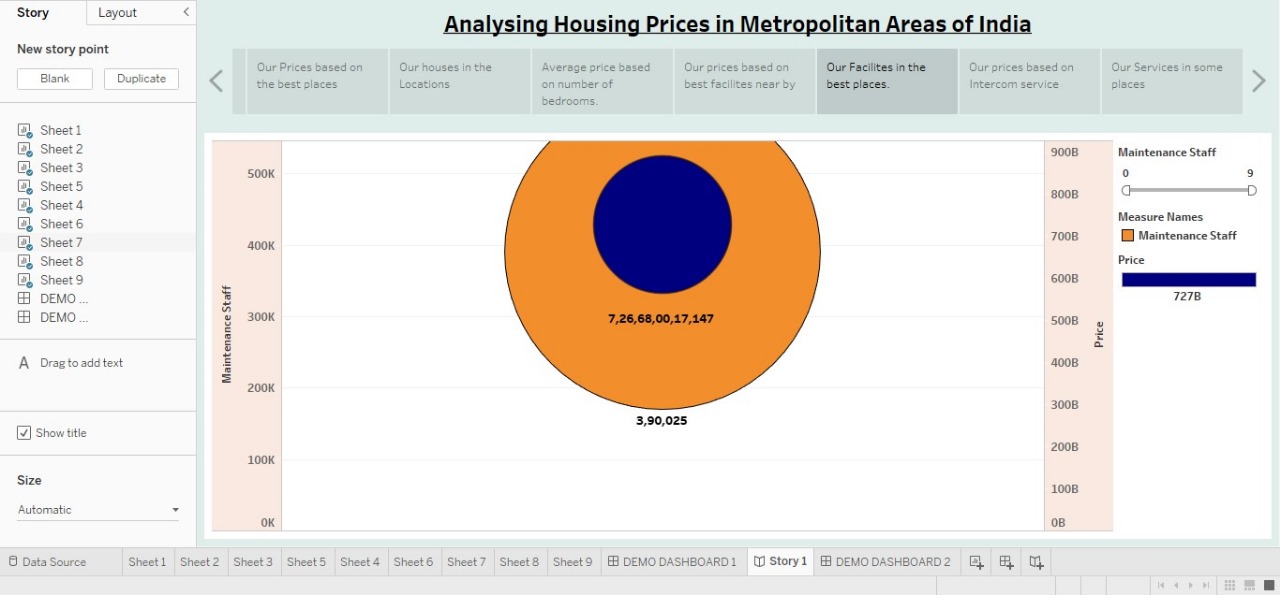 Story
Layout
<
New story point
Blank
Duplicate
Sheet 1
Sheet 2
Sheet 3
Sheet 5
Sheet 4
Sheet 6
Sheet 7
Sheet 8
Sheet 9
DEMO ...
DEMO ...
A Drag to add text
Show title
Size
Automatic
Analysing Housing Prices in Metropolitan Areas of India
Our Prices based on
the best places
Our houses in the
Locations
Average price based
on number of
bedrooms.
Our prices based on
best facilites near by
Our Facilites in the
best places.
Our prices based on
Intercom service
Our Services in some
places
Maintenance Staff
500K
400K
300K
200K
100K
0K
7,26,68,00,17,147
3,90,025
900B
800B
700B
600B
500B
400B
300B
200B
100B
0B
Price
Maintenance Staff
0 9
Measure Names
Maintenance Staff
Price
727B
Data Source
Sheet 1
Sheet 2
Sheet 3
Sheet 5
Sheet 4
Sheet 6
Sheet 7
Sheet 8
Sheet 9
DEMO DASHBOARD 1
Story 1
DEMO DASHBOARD 2